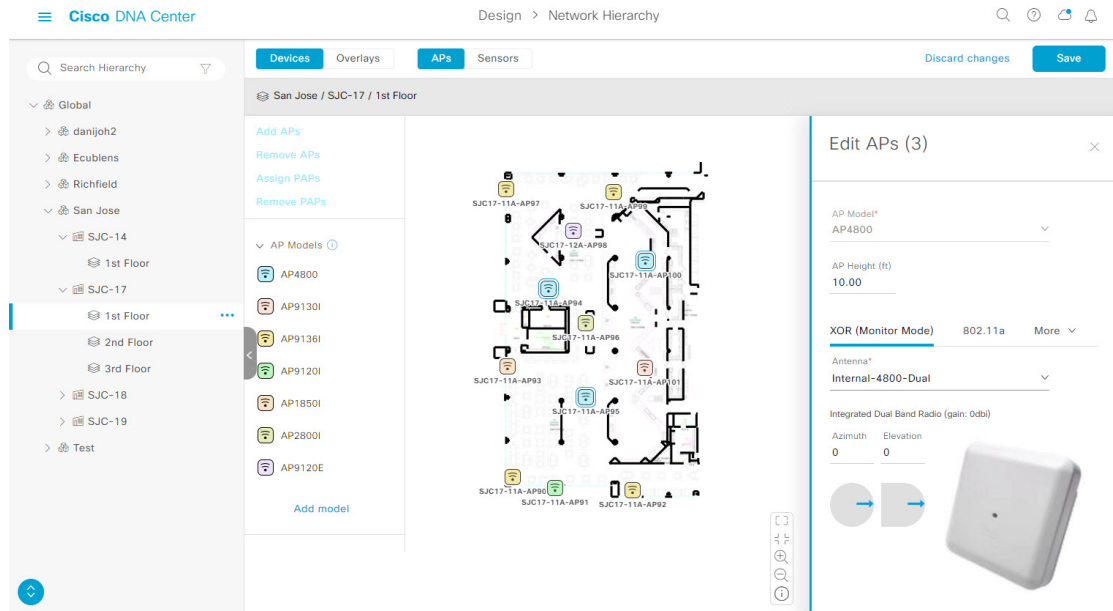 Cisco DNA Center
Design > Network Hierarchy
Search Hierarchy
Global
danijoh2
Ecublens
Richfield
San Jose
SJC-14
1st Floor
SJC-17
1st Floor
2nd Floor
3rd Floor
SJC-18
SJC-19
Test
Devices Overlays APs Sensors
Discard changes Save
San Jose / SJC-17 / 1st Floor
Add APs
Remove APs
Assign PAPs
Remove PAPs
AP Models
AP4800
AP9130I
AP9136I
AP9120I
AP1850I
AP2800I
AP9120E
Add model
SJC17-11A-AP97
SJC17-11A-AP99
SJC17-12A-AP98
SJC17-11A-AP100
SJC17-11A-AP94
SJC17-11A-AP96
SJC17-11A-AP93
SJC17-11A-AP101
SJC17-11A-AP95
SJC17-11A-AP90
SJC17-11A-AP91
SJC17-11A-AP92
Edit APs (3)
AP Model*
AP4800
AP Height (ft)
10.00
XOR (Monitor Mode) 802.11a More
Antenna*
Internal-4800-Dual
Integrated Dual Band Radio (gain: 0dbi)
Azimuth Elevation
0 0